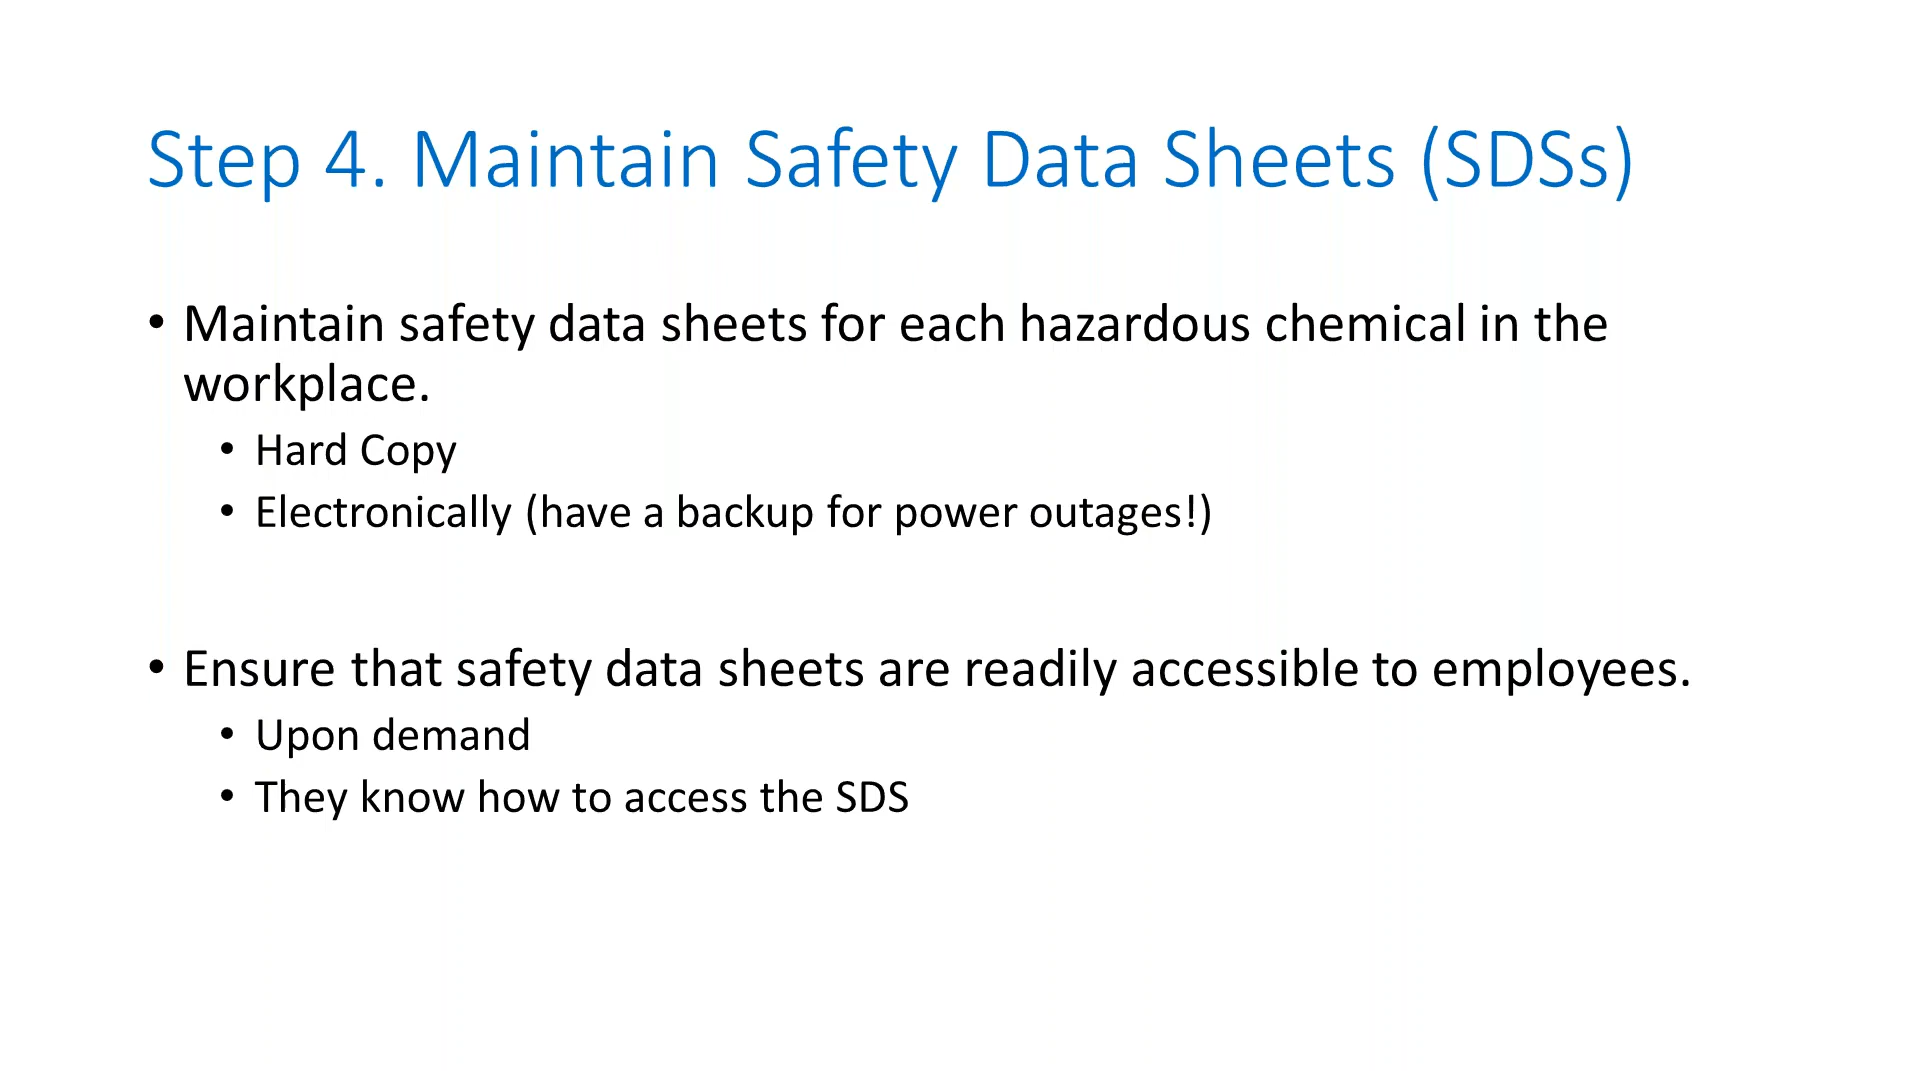 Step 4. Maintain Safety Data Sheets (SDSs)
• Maintain safety data sheets for each hazardous chemical in the
workplace.
• Hard Copy
• Electronically (have a backup for power outages!)
• Ensure that safety data sheets are readily accessible to employees.
• Upon demand
• They know how to access the SDS